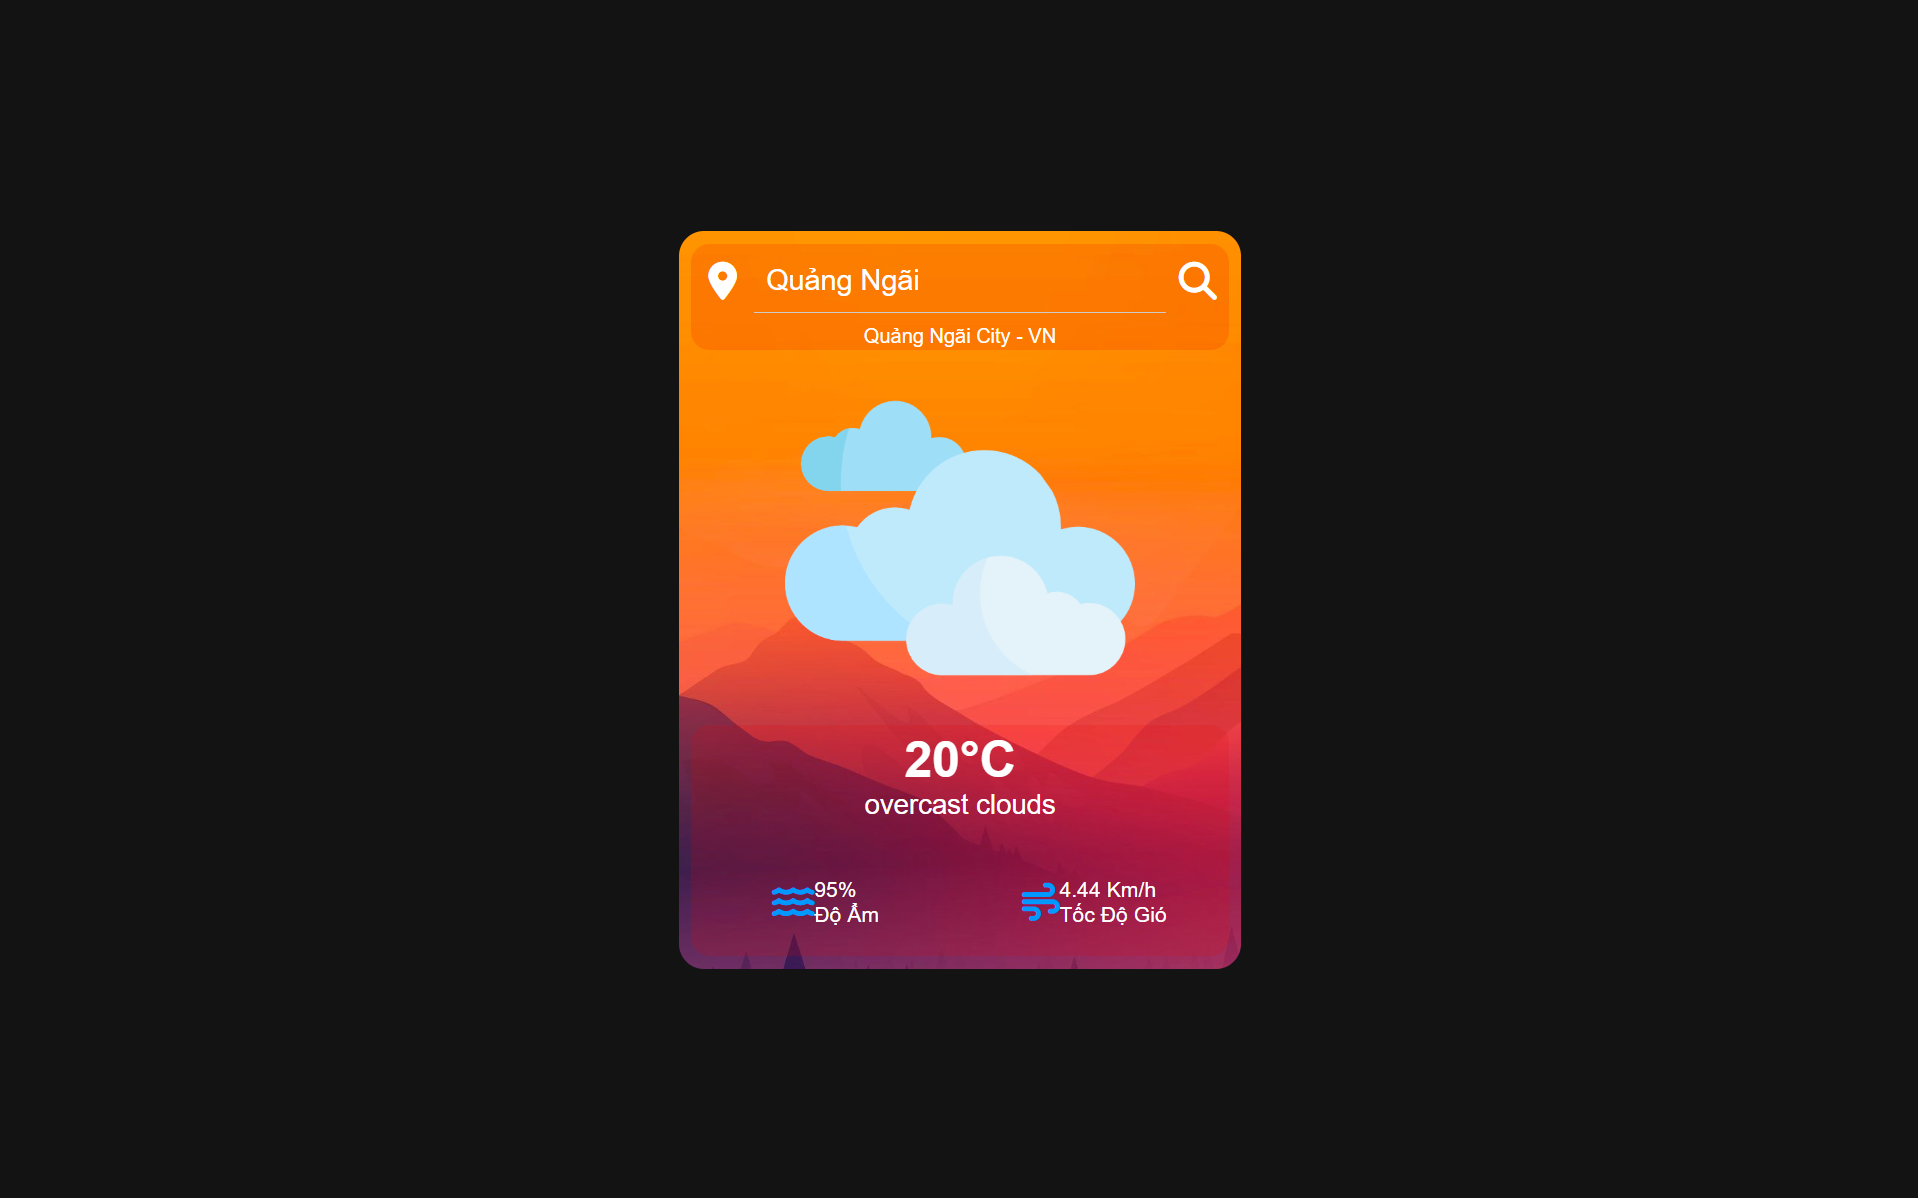 Quảng Ngãi
Quảng Ngãi City - VN
20°C
overcast clouds
95%
Độ Ẩm
4.44 Km/h
Tốc Độ Gió